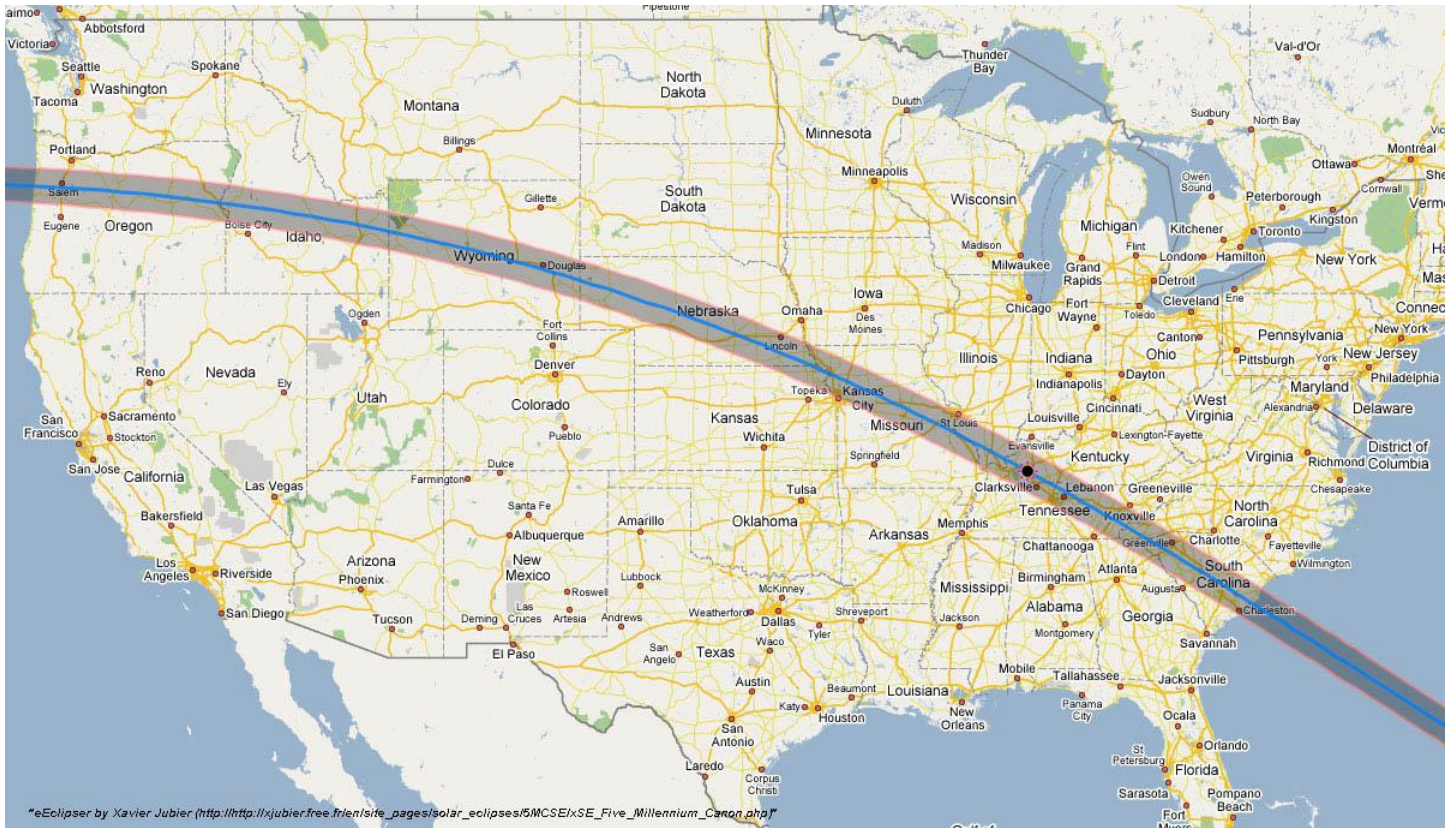 Pipestone
aimo
Abbotsford
Victoria
Thunder
Bay
Val-d'Or
Seattle
Spokane
Washington
Tacoma
North
Dakota
Montana
Duluth
Sudbury
North Bay
Minnesota
Billings
Portland
Montréal
Ottawa
Cornwall
Owen
Sound
Minneapolis
Salem
South
Dakota
Wisconsin
Peterborough
Kingston
Gillette
Michigan
Kitchener
Toronto
Eugene
Oregon
Boise City
Idaho
Madison
Flint
London
Hamilton
New York
Wyoming
Douglas
Milwaukee
Grand
Rapids
Detroit
Iowa
Chicago
Fort
Wayne
Toledo
Cleveland
Erie
Connec
Ogden
Nebraska
Omaha
Des
Moines
Fort
Collins
Lincoln
Canton
Pennsylvania
New York
Illinois
Indiana
Ohio
Pittsburgh
York
New Jersey
Reno
Nevada
Ely
Denver
Dayton
Philadelphia
Topeka
Kansas
City
Indianapolis
Maryland
Utah
Colorado
Cincinnati
West
Virginia
Alexandria
Delaware
Sacramento
Kansas
Missouri
St Louis
Louisville
San
Francisco
Stockton
Pueblo
Wichita
Evansville
Lexington-Fayette
District of
Columbia
San Jose
California
Dulce
Springfield
Kentucky
Virginia
Richmond
Las Vegas
Farmington
Clarksville
Lebanon
Greeneville
Chesapeake
Tulsa
Santa Fe
Tennessee
Knoxville
North
Carolina
Bakersfield
Amarillo
Oklahoma
Memphis
Albuquerque
Arkansas
Chattanooga
Greenville
Charlotte
Fayetteville
Arizona
New
Mexico
Los
Angeles
Riverside
Phoenix
Lubbock
Mississippi
Birmingham
Atlanta
South
Carolina
Wilmington
Roswell
McKinney
Augusta
San Diego
Las
Cruces
Artesia
Andrews
Weatherford
Dallas
Shreveport
Alabama
Georgia
Charleston
Tucson
Deming
Tyler
Jackson
Montgomery
Waco
Savannah
El Paso
San
Angelo
Texas
Mobile
Tallahassee
Jacksonville
Austin
Beaumont
Louisiana
Panama
City
Katy
Houston
New
Orleans
Ocala
San
Antonio
Orlando
St
Petersburg
Laredo
Corpus
Christi
Florida
Sarasota
Pompano
Beach
Fort
"eEclipser by Xavier Jubier (http://http://xjubier.free.fr/en/site_pages/solar_eclipses/5MCSE/xSE_Five_Millennium_Canon.php)"